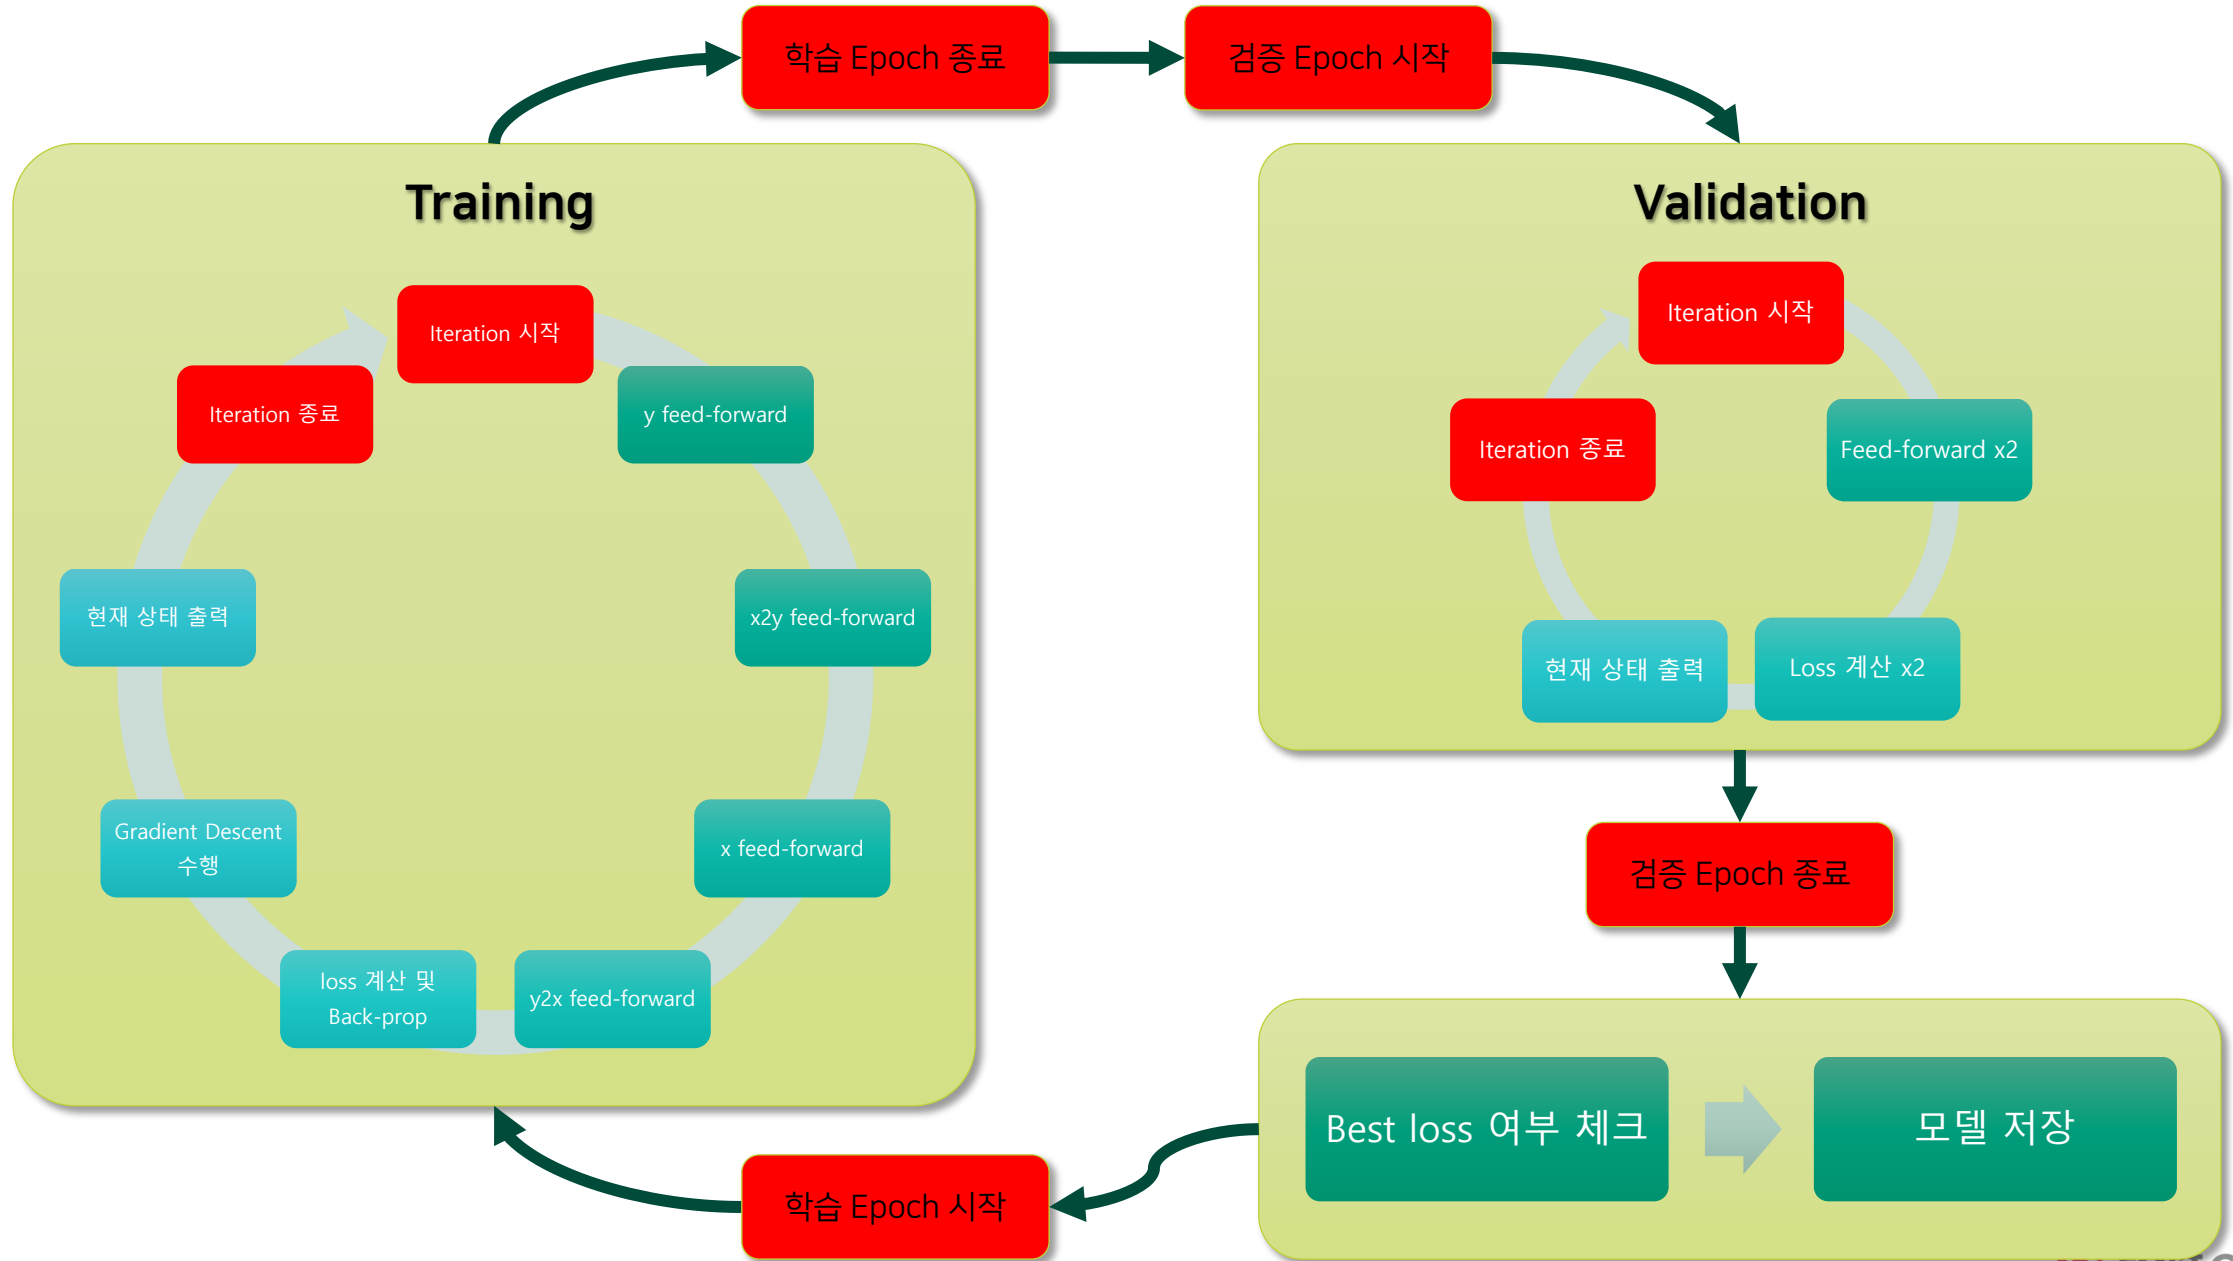 학습 Epoch 종료
검증 Epoch 시작
Training
Iteration 시작
y feed-forward
x2y feed-forward
x feed-forward
y2x feed-forward
loss 계산 및
Back-prop
Gradient Descent
수행
현재 상태 출력
Iteration 종료
Validation
Iteration 시작
Feed-forward x2
Loss 계산 x2
현재 상태 출력
Iteration 종료
검증 Epoch 종료
Best loss 여부 체크
모델 저장
학습 Epoch 시작